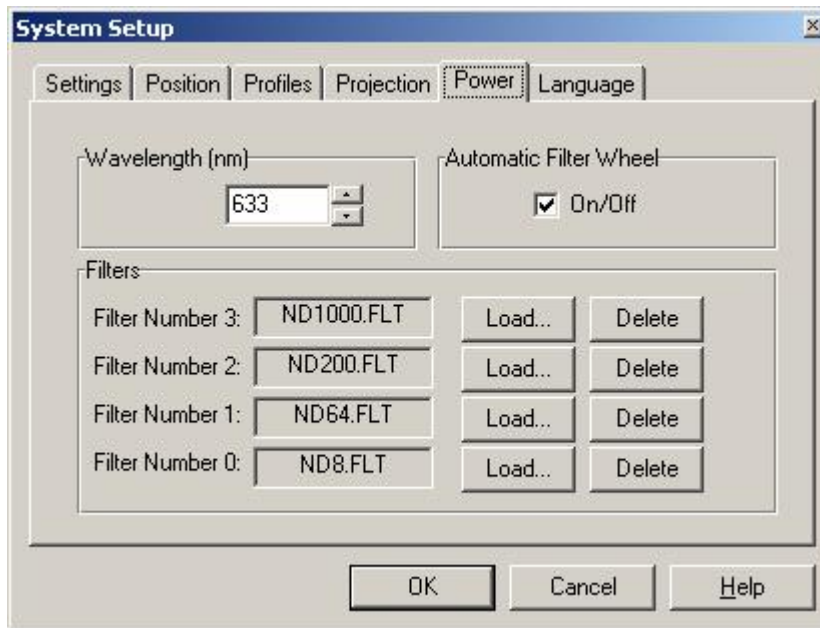 System Setup
Settings Position Profiles Projection Power Language
Wavelength (nm) Automatic Filter Wheel
633 On/Off
Filters
Filter Number 3: ND1000.FLT Load... Delete
Filter Number 2: ND200.FLT Load... Delete
Filter Number 1: ND64.FLT Load... Delete
Filter Number 0: ND8.FLT Load... Delete
OK Cancel Help